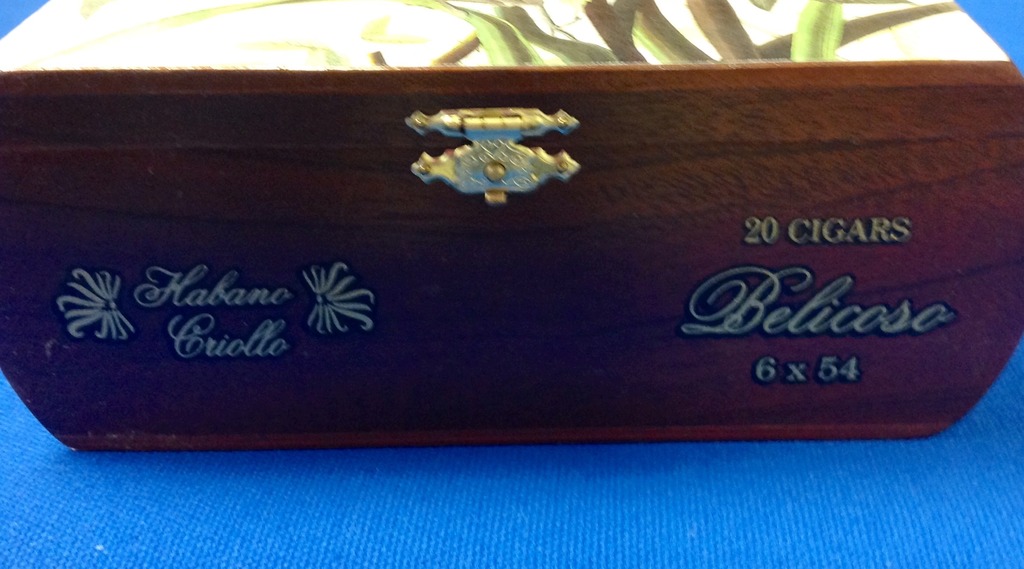 Habano
Criollo
20 CIGARS
Belicoso
6 x 54